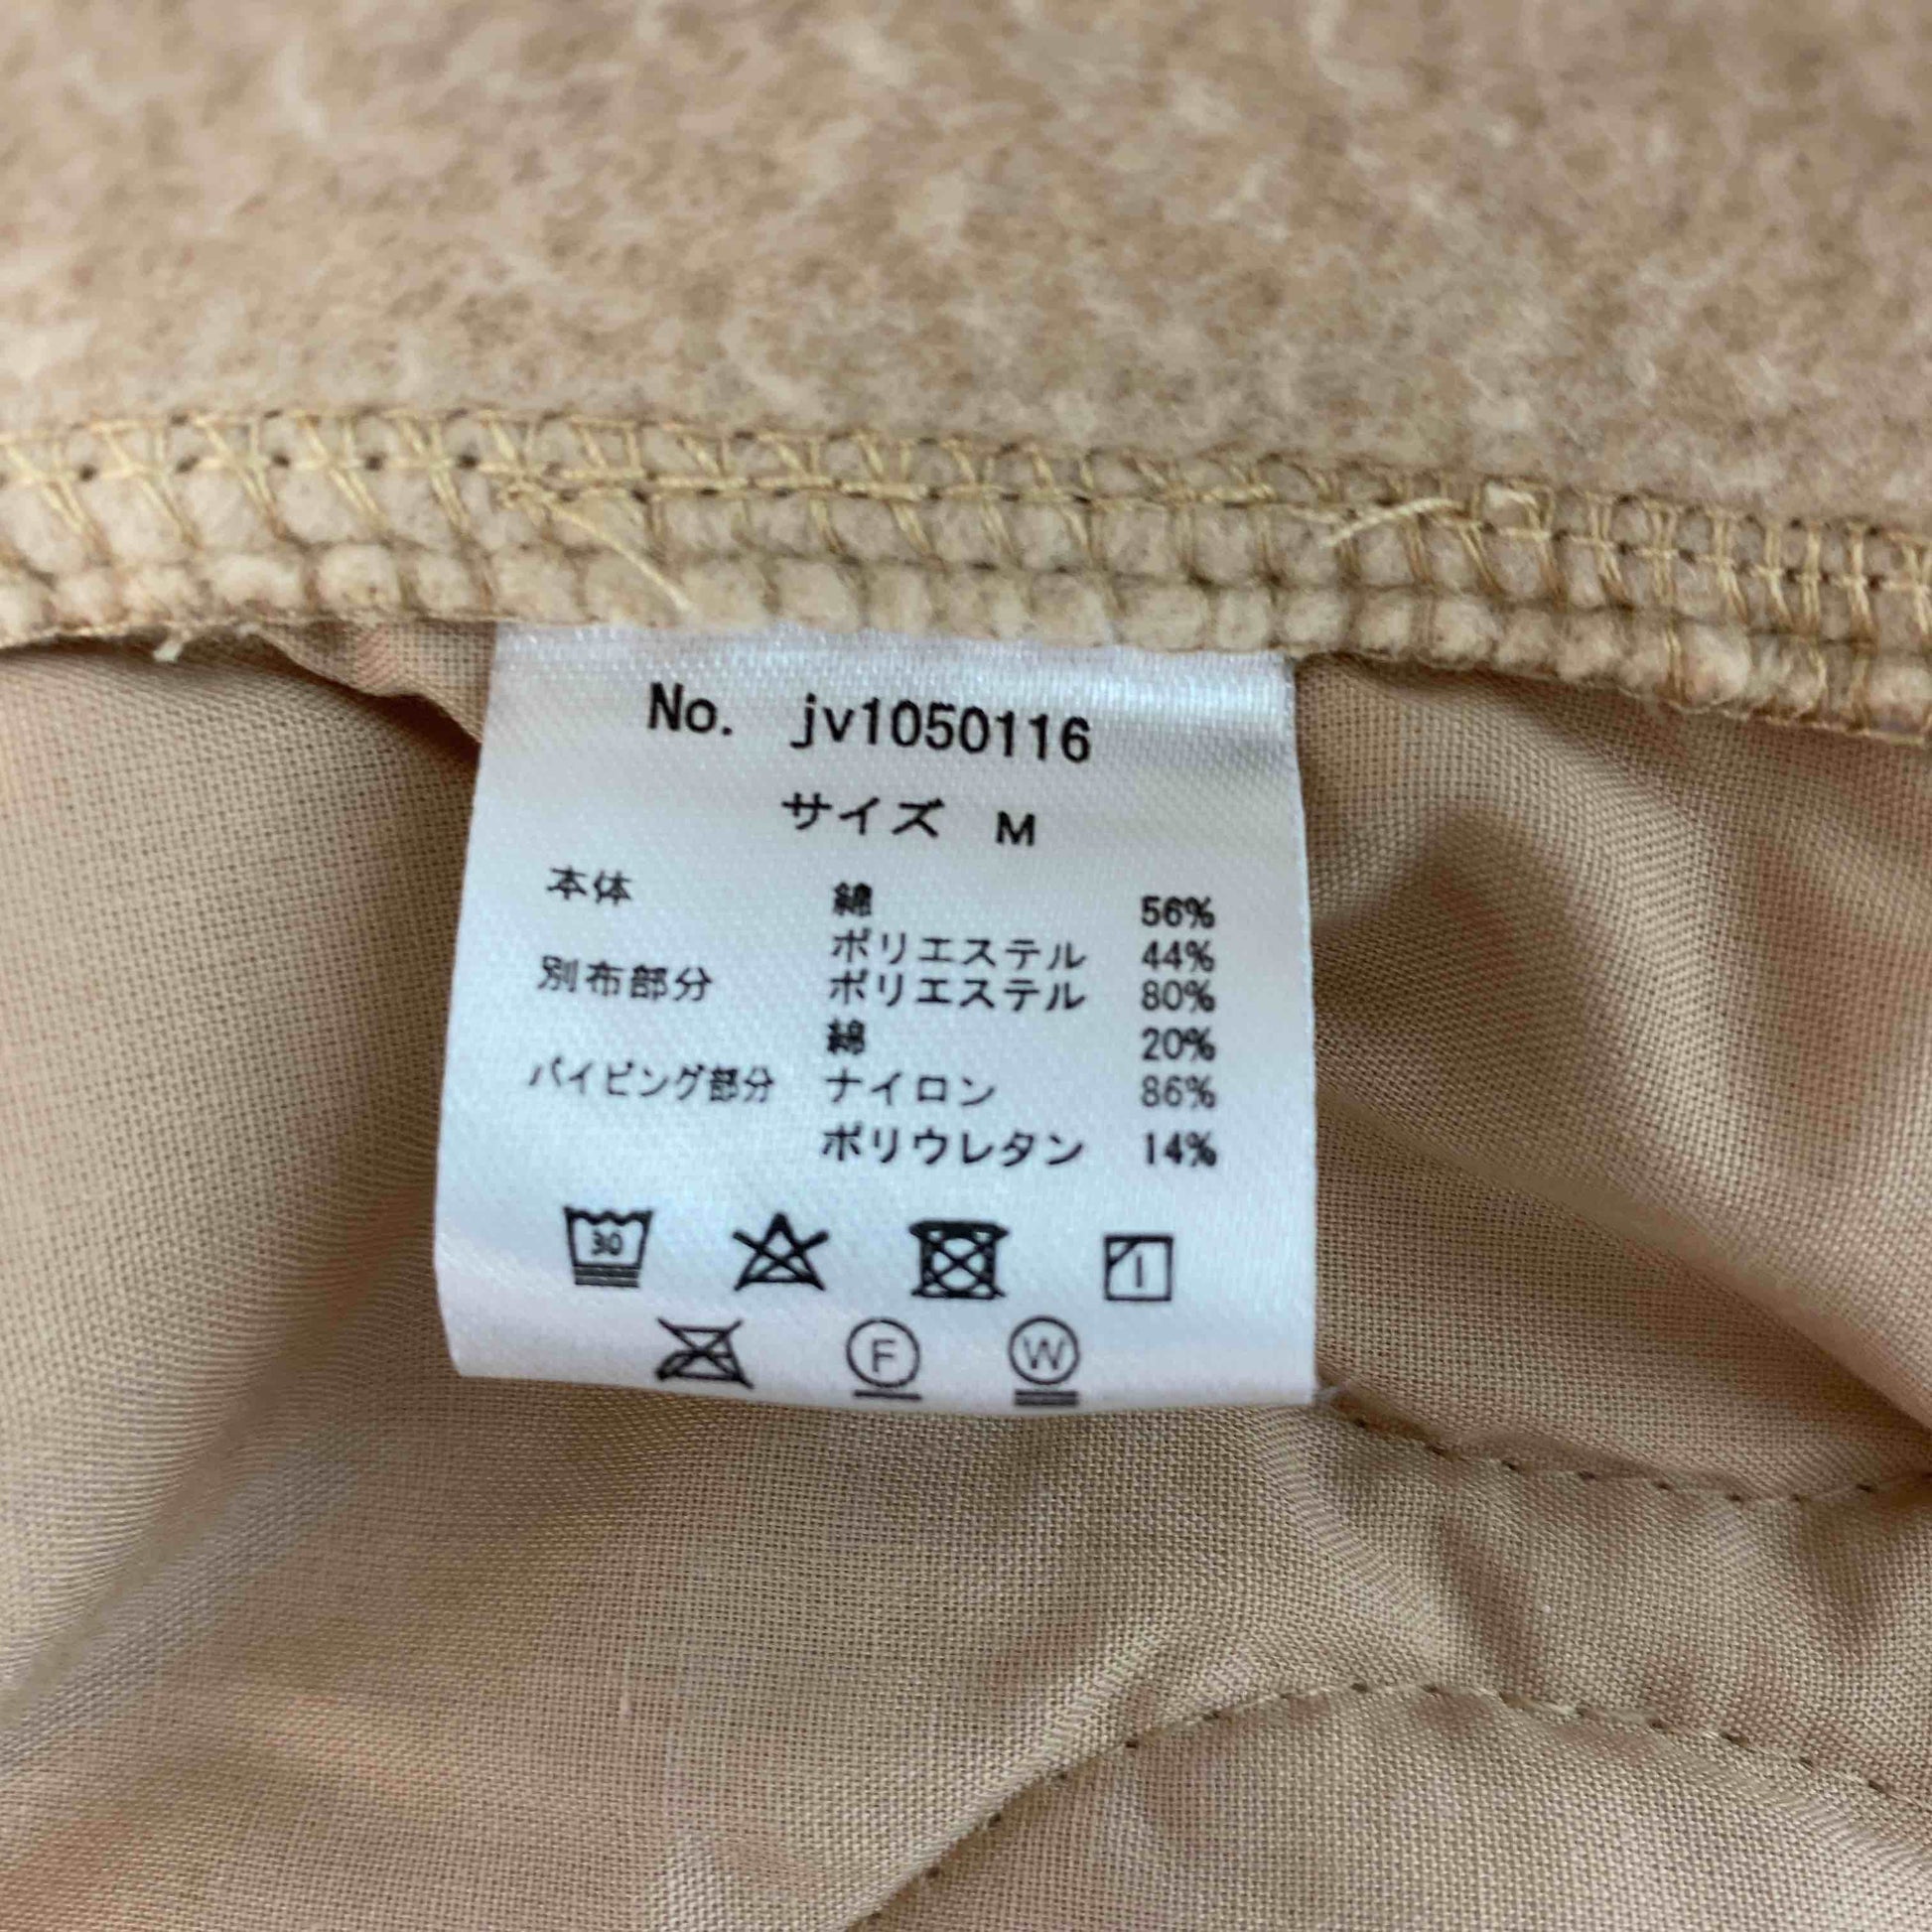 No. jv1050116
サイズ M
本体 綿 56%
ポリエステル 44%
別布部分 ポリエステル 80%
綿 20%
パイピング部分 ナイロン 86%
ポリウレタン 14%
30
F W